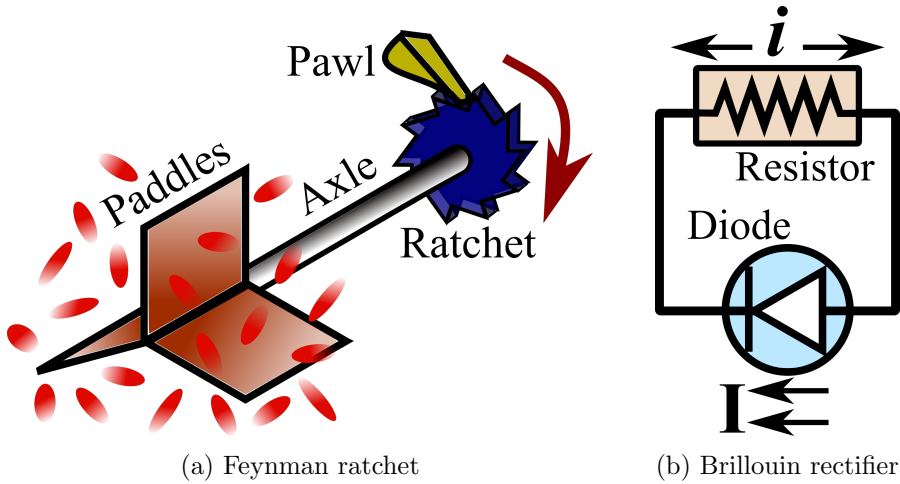 Pawl
Paddles
Axle
Ratchet
(a) Feynman ratchet
i
Resistor
Diode
I
(b) Brillouin rectifier